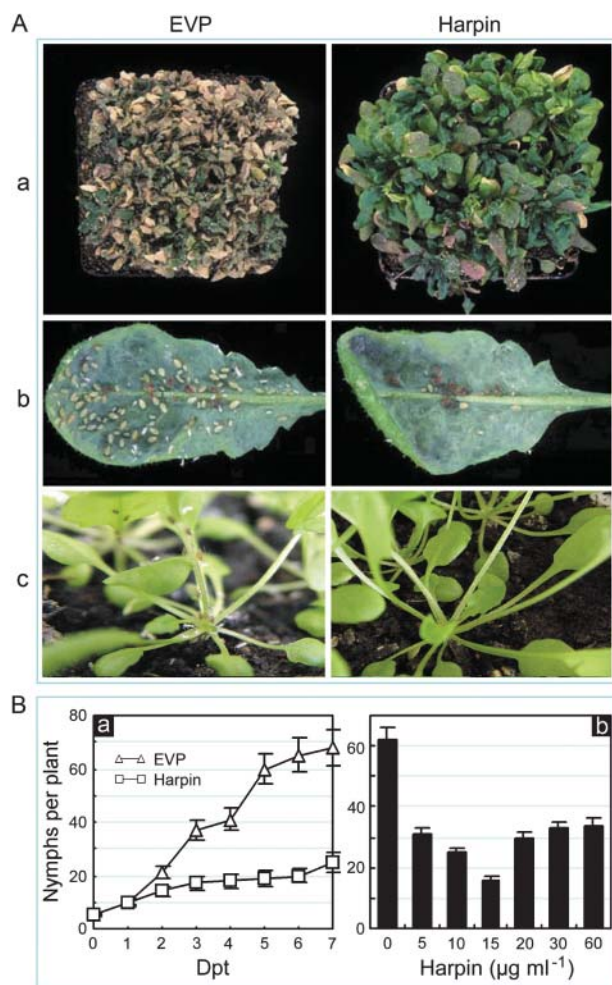 A
EVP Harpin
a
b
c
B
a
b
Nymphs per plant
80
60
40
20
0
EVP
Harpin
0 1 2 3 4 5 6 7
Dpt
60
40
20
0
0 5 10 15 20 30 60
Harpin (μg ml⁻¹)